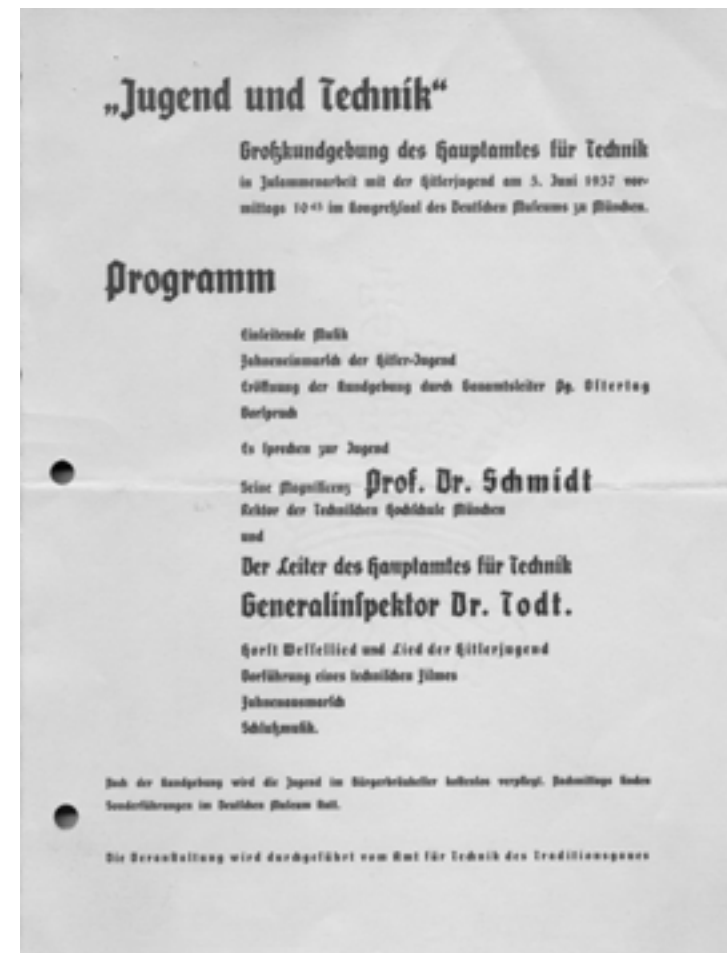 „Jugend und Technik“
Großkundgebung des Hauptamtes für Technik
in Zusammenarbeit mit der Hitlerjugend am 5. Juni 1937 vor-
mittags 10⁴⁵ im Kongreßsaal des Deutschen Museums zu München.
Programm
Einleitende Musik
Fahneneinmarsch der Hitler-Jugend
Eröffnung der Kundgebung durch Gauamtsleiter Pg. Ostertag
Vorspruch
Es sprechen zur Jugend
Seine Magnificenz Prof. Dr. Schmidt
Rektor der Technischen Hochschule München
und
Der Leiter des Hauptamtes für Technik
Generalinspektor Dr. Todt.
Horst Wessellied und Lied der Hitlerjugend
Vorführung eines technischen Filmes
Fahnenausmarsch
Schlußmusik.
Nach der Kundgebung wird die Jugend im Bürgerbräukeller kostenlos verpflegt. Nachmittags finden
Sonderführungen im Deutschen Museum statt.
Die Veranstaltung wird durchgeführt vom Amt für Technik des Traditionsgaues